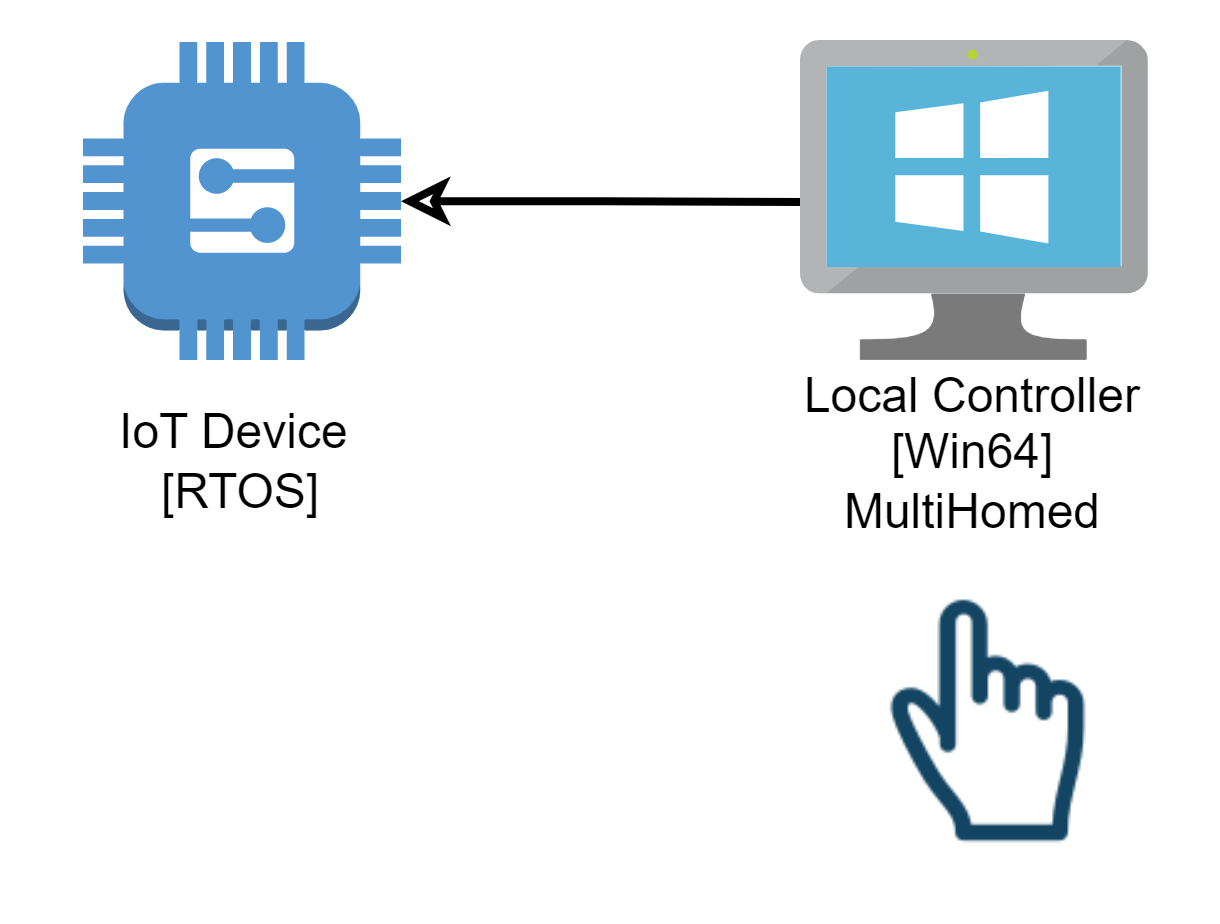 IoT Device
[RTOS]
Local Controller
[Win64]
MultiHomed